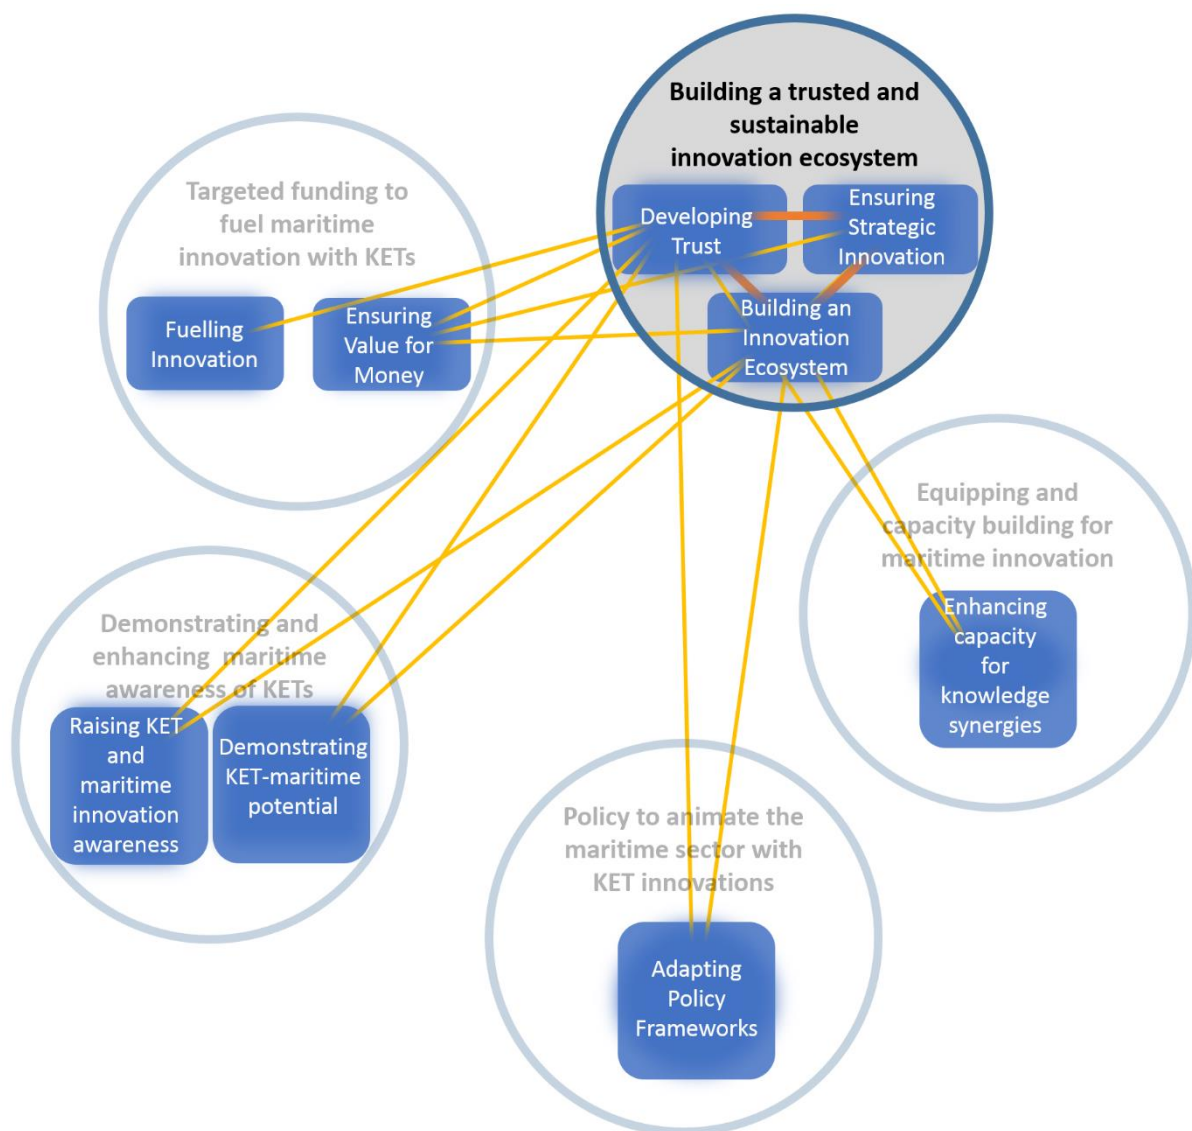 Building a trusted and
sustainable
innovation ecosystem
Developing
Trust
Ensuring
Strategic
Innovation
Building an
Innovation
Ecosystem
Targeted funding to
fuel maritime
innovation with KETs
Fuelling
Innovation
Ensuring
Value for
Money
Equipping and
capacity building for
maritime innovation
Enhancing
capacity
for
knowledge
synergies
Demonstrating and
enhancing maritime
awareness of KETs
Raising KET
and
maritime
innovation
awareness
Demonstrating
KET-maritime
potential
Policy to animate the
maritime sector with
KET innovations
Adapting
Policy
Frameworks